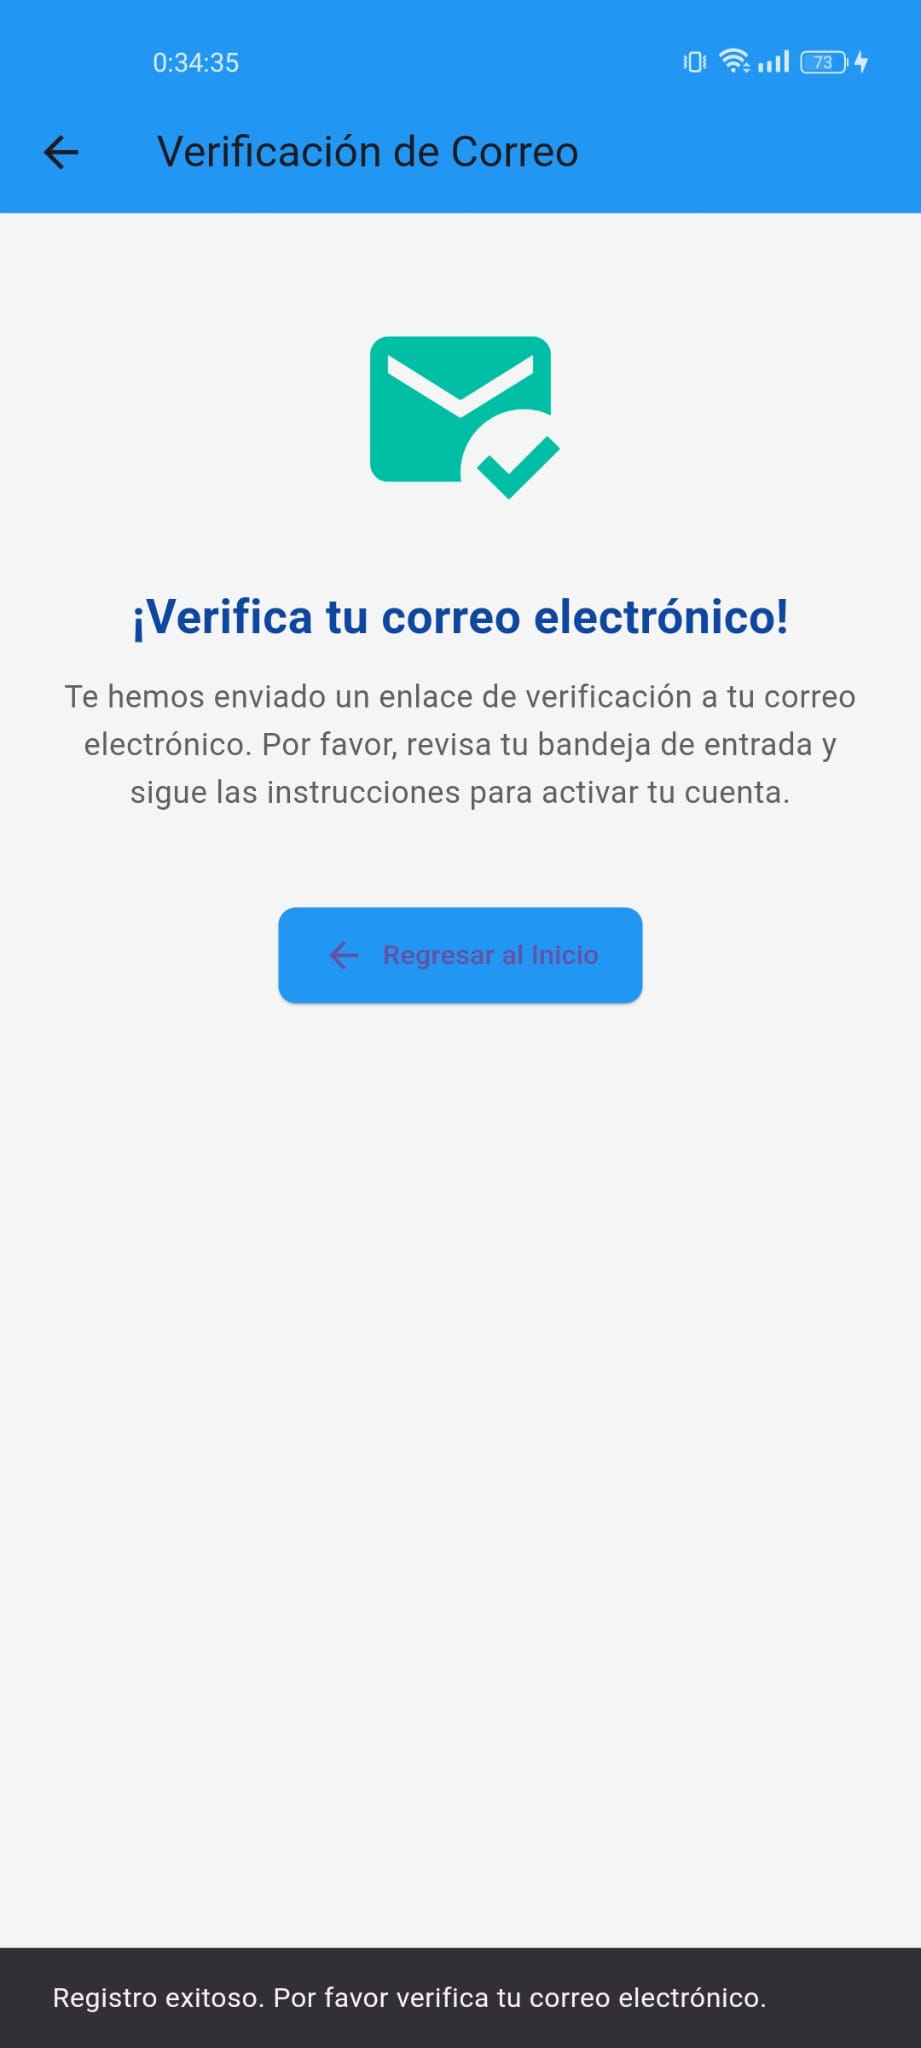 0:34:35
73
Verificación de Correo
¡Verifica tu correo electrónico!
Te hemos enviado un enlace de verificación a tu correo
electrónico. Por favor, revisa tu bandeja de entrada y
sigue las instrucciones para activar tu cuenta.
Regresar al Inicio
Registro exitoso. Por favor verifica tu correo electrónico.